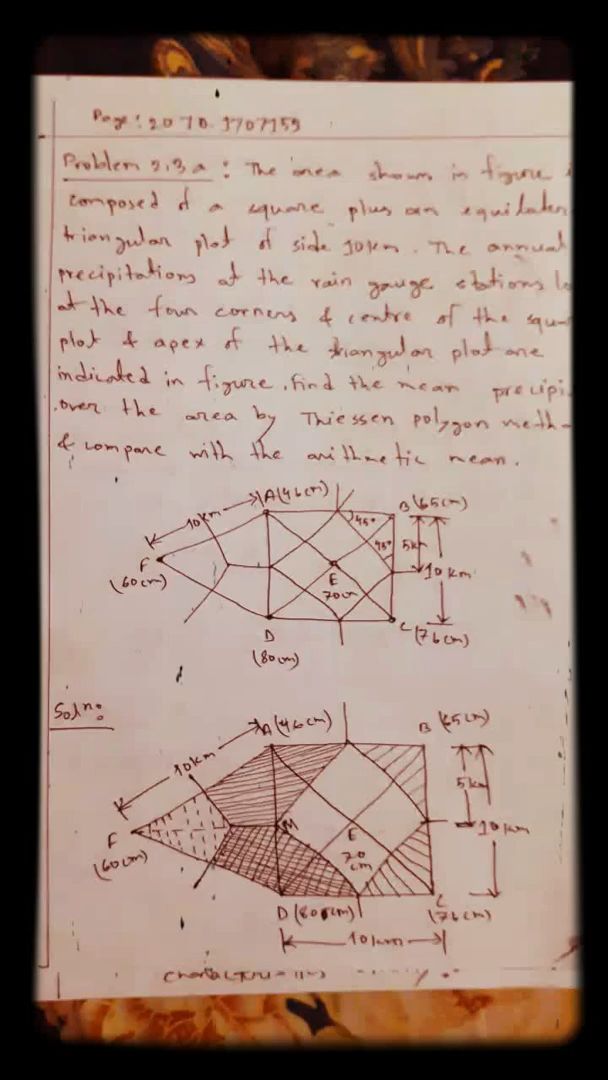 Problem 2.3.a : The area shown in figure
composed of a square plus an equilater
triangular plot of side 10km. The annual
precipitations at the rain gauge stations lo
at the four corners & centre of the squa
plot & apex of the triangular plot are
indicated in figure. Find the mean precipi
over the area by Thiessen polygon meth-
& compare with the arithmetic mean.
A(46cm)
B(65cm)
10km
45°
45°
5km
10km
F
(60cm)
E
70cm
D
(80cm)
C(76cm)
Soln:
A(46cm)
B (65cm)
10km
5km
10km
F
(60cm)
M
E
70
cm
D(80cm)
C
(76cm)
10km